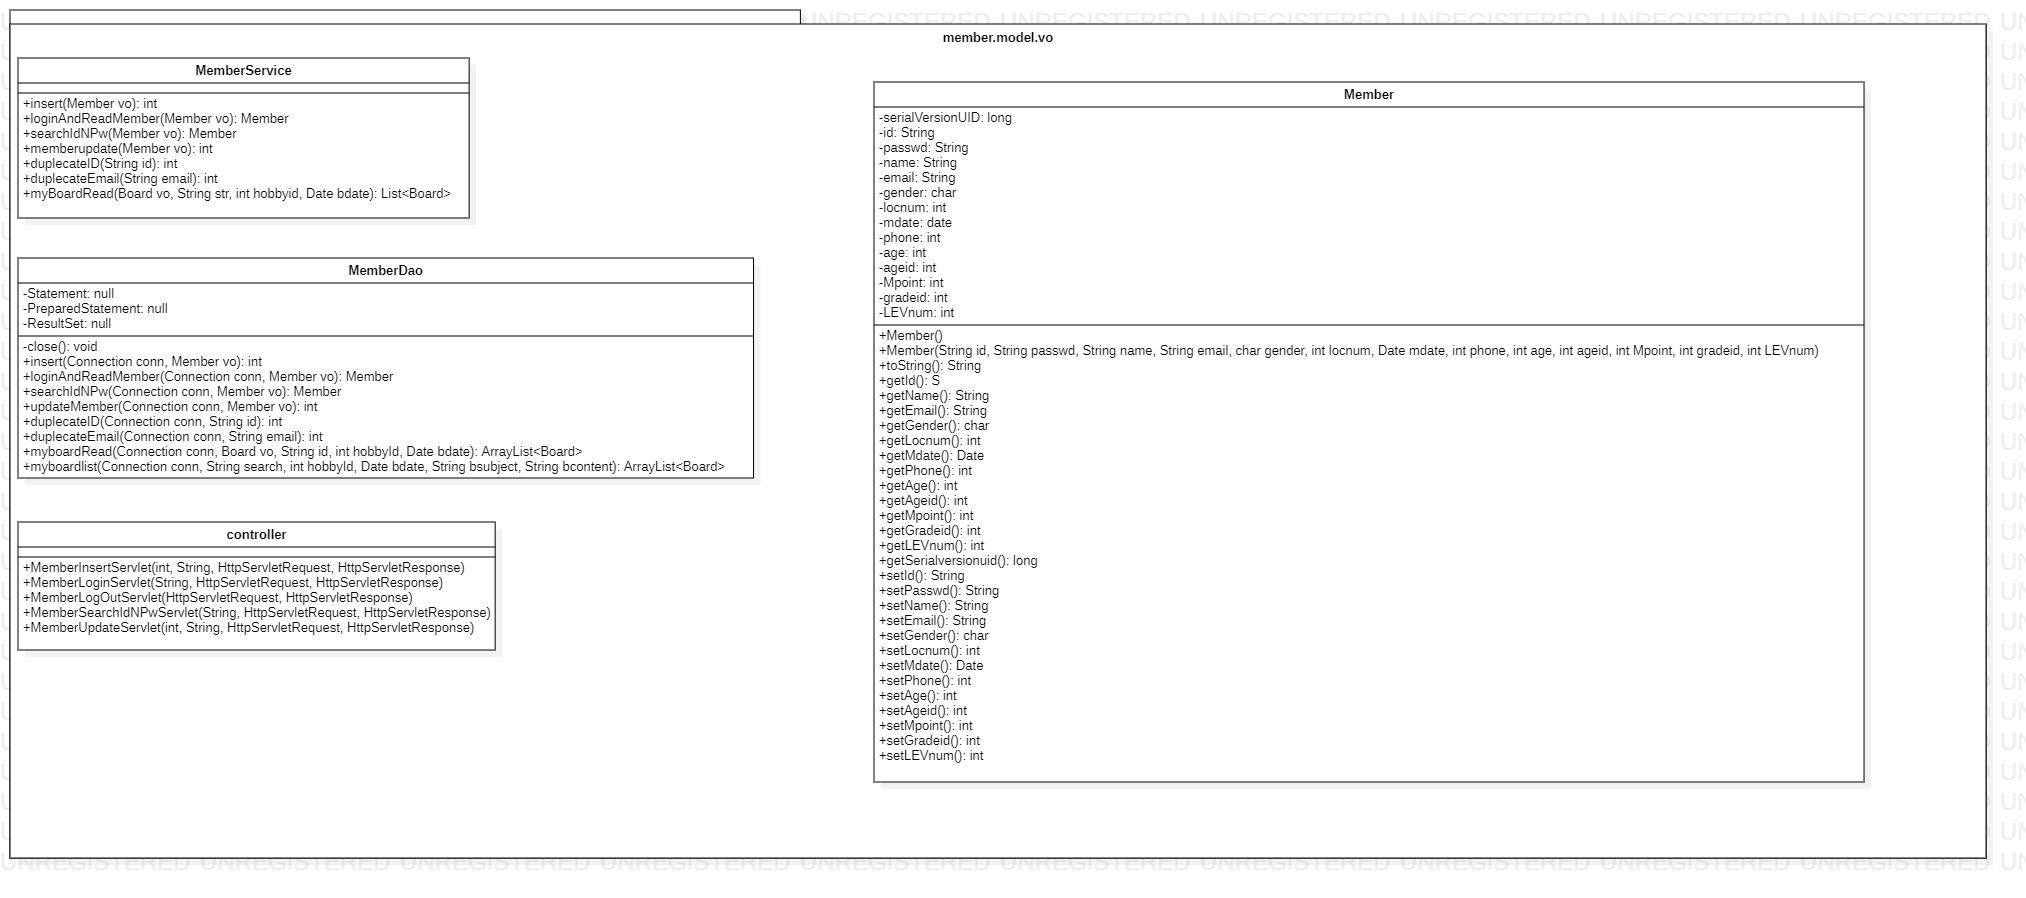 member.model.vo
MemberService
+insert(Member vo): int
+loginAndReadMember(Member vo): Member
+searchIdNPw(Member vo): Member
+memberupdate(Member vo): int
+duplecateID(String id): int
+duplecateEmail(String email): int
+myBoardRead(Board vo, String str, int hobbyid, Date bdate): List<Board>
MemberDao
-Statement: null
-PreparedStatement: null
-ResultSet: null
-close(): void
+insert(Connection conn, Member vo): int
+loginAndReadMember(Connection conn, Member vo): Member
+searchIdNPw(Connection conn, Member vo): Member
+updateMember(Connection conn, Member vo): int
+duplecateID(Connection conn, String id): int
+duplecateEmail(Connection conn, String email): int
+myboardRead(Connection conn, Board vo, String id, int hobbyId, Date bdate): ArrayList<Board>
+myboardlist(Connection conn, String search, int hobbyId, Date bdate, String bsubject, String bcontent): ArrayList<Board>
controller
+MemberInsertServlet(int, String, HttpServletRequest, HttpServletResponse)
+MemberLoginServlet(String, HttpServletRequest, HttpServletResponse)
+MemberLogOutServlet(HttpServletRequest, HttpServletResponse)
+MemberSearchIdNPwServlet(String, HttpServletRequest, HttpServletResponse)
+MemberUpdateServlet(int, String, HttpServletRequest, HttpServletResponse)
Member
-serialVersionUID: long
-id: String
-passwd: String
-name: String
-email: String
-gender: char
-locnum: int
-mdate: date
-phone: int
-age: int
-ageid: int
-Mpoint: int
-gradeid: int
-LEVnum: int
+Member()
+Member(String id, String passwd, String name, String email, char gender, int locnum, Date mdate, int phone, int age, int ageid, int Mpoint, int gradeid, int LEVnum)
+toString(): String
+getId(): S
+getName(): String
+getEmail(): String
+getGender(): char
+getLocnum(): int
+getMdate(): Date
+getPhone(): int
+getAge(): int
+getAgeid(): int
+getMpoint(): int
+getGradeid(): int
+getLEVnum(): int
+getSerialversionuid(): long
+setId(): String
+setPasswd(): String
+setName(): String
+setEmail(): String
+setGender(): char
+setLocnum(): int
+setMdate(): Date
+setPhone(): int
+setAge(): int
+setAgeid(): int
+setMpoint(): int
+setGradeid(): int
+setLEVnum(): int
UNREGISTERED UNREGISTERED UNREGISTERED UNREGISTERED UNREGISTERED UNREGISTERED UNREGISTERED UNREGISTERED UNREGISTERED UNREGISTERED